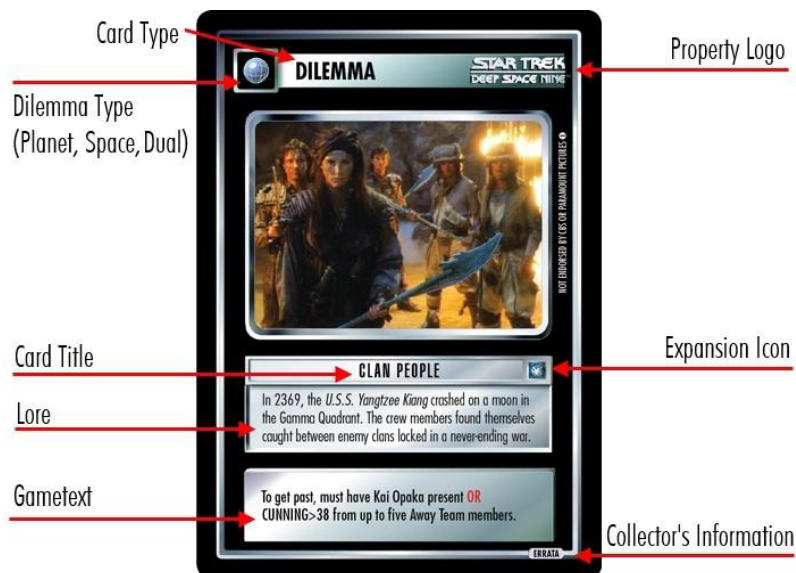 Card Type
DILEMMA
STAR TREK
DEEP SPACE NINE
Property Logo
Dilemma Type
(Planet, Space, Dual)
NOT ENDORSED BY CBS OR PARAMOUNT PICTURES
Card Title
CLAN PEOPLE
Expansion Icon
Lore
In 2369, the U.S.S. Yangtzee Kiang crashed on a moon in
the Gamma Quadrant. The crew members found themselves
caught between enemy clans locked in a never-ending war.
Gametext
To get past, must have Kai Opaka present OR
CUNNING>38 from up to five Away Team members.
Collector's Information
ERRATA